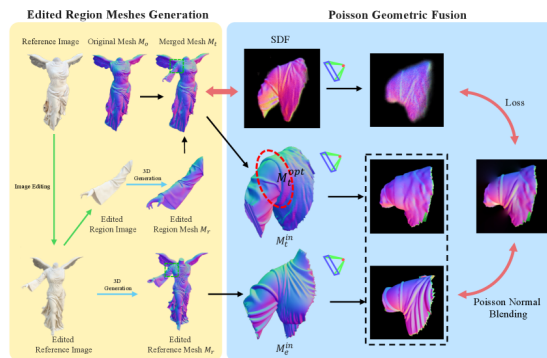 Edited Region Meshes Generation
Poisson Geometric Fusion
Reference Image
Original Mesh M_o
Merged Mesh M_t
SDF
Loss
Image Editing
3D
Generation
Edited
Region Image
Edited
Region Mesh M_e
M_t^opt
M_t^in
3D
Generation
Edited
Reference Image
Edited
Reference Mesh M_r
M_e^in
Poisson Normal
Blending